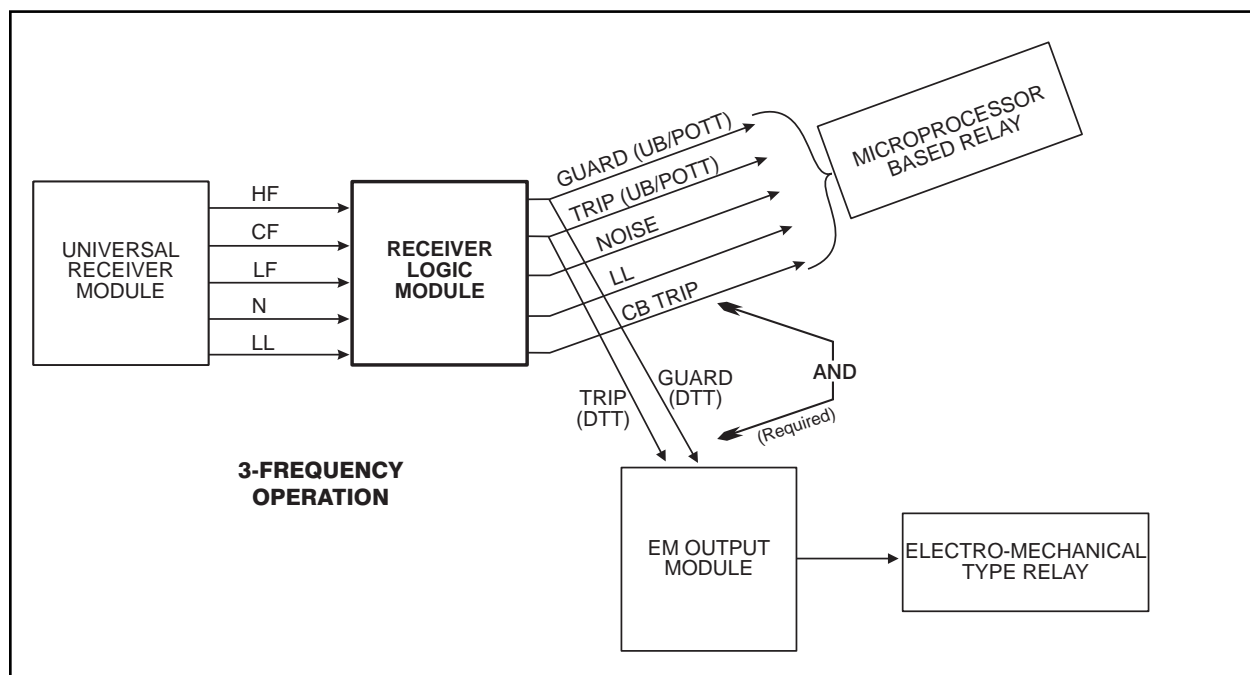 UNIVERSAL
RECEIVER
MODULE
HF
CF
LF
N
LL
RECEIVER
LOGIC
MODULE
GUARD (UB/POTT)
TRIP (UB/POTT)
NOISE
LL
CB TRIP
MICROPROCESSOR
BASED RELAY
TRIP
(DTT)
GUARD
(DTT)
AND
(Required)
3-FREQUENCY
OPERATION
EM OUTPUT
MODULE
ELECTRO-MECHANICAL
TYPE RELAY